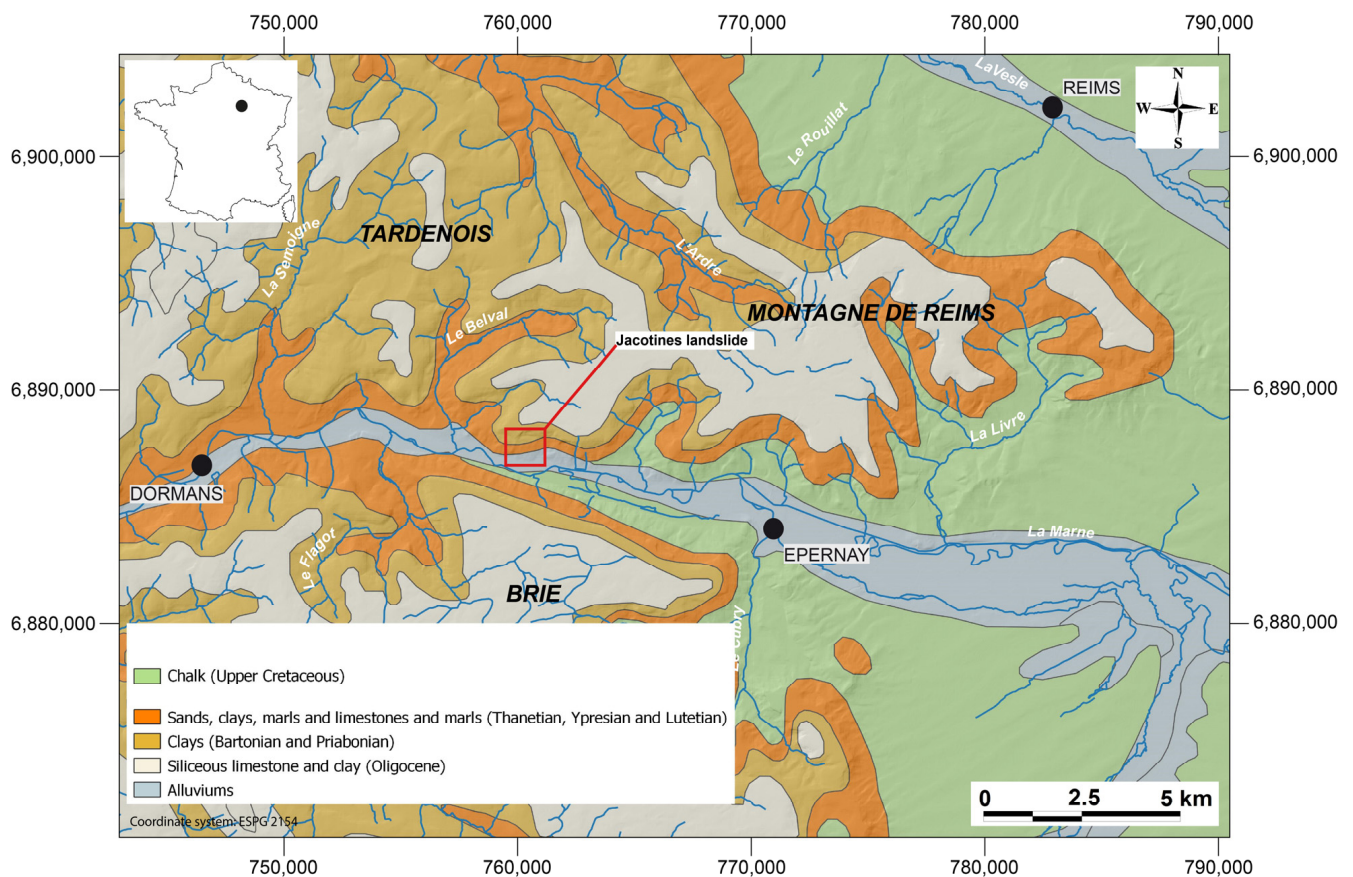 750,000 760,000 770,000 780,000 790,000
LaVesle
REIMS
N
W E
S
Le Rouillat
6,900,000 6,900,000
TARDENOIS
La Semoigne
L'Ardre
MONTAGNE DE REIMS
Le Belval
Jacotines landslide
6,890,000 6,890,000
La Livre
DORMANS
La Marne
EPERNAY
Le Flagot
BRIE
6,880,000 6,880,000
Le Cubry
Chalk (Upper Cretaceous)
Sands, clays, marls and limestones and marls (Thanetian, Ypresian and Lutetian)
Clays (Bartonian and Priabonian)
Siliceous limestone and clay (Oligocene)
Alluviums
0 2.5 5 km
Coordinate system: ESPG 2154
750,000 760,000 770,000 780,000 790,000